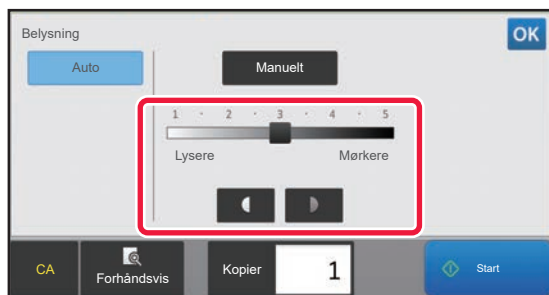 Belysning
OK
Auto
Manuelt
1 · 2 · 3 · 4 · 5
Lysere
Mørkere
CA
Forhåndsvis
Kopier
1
Start